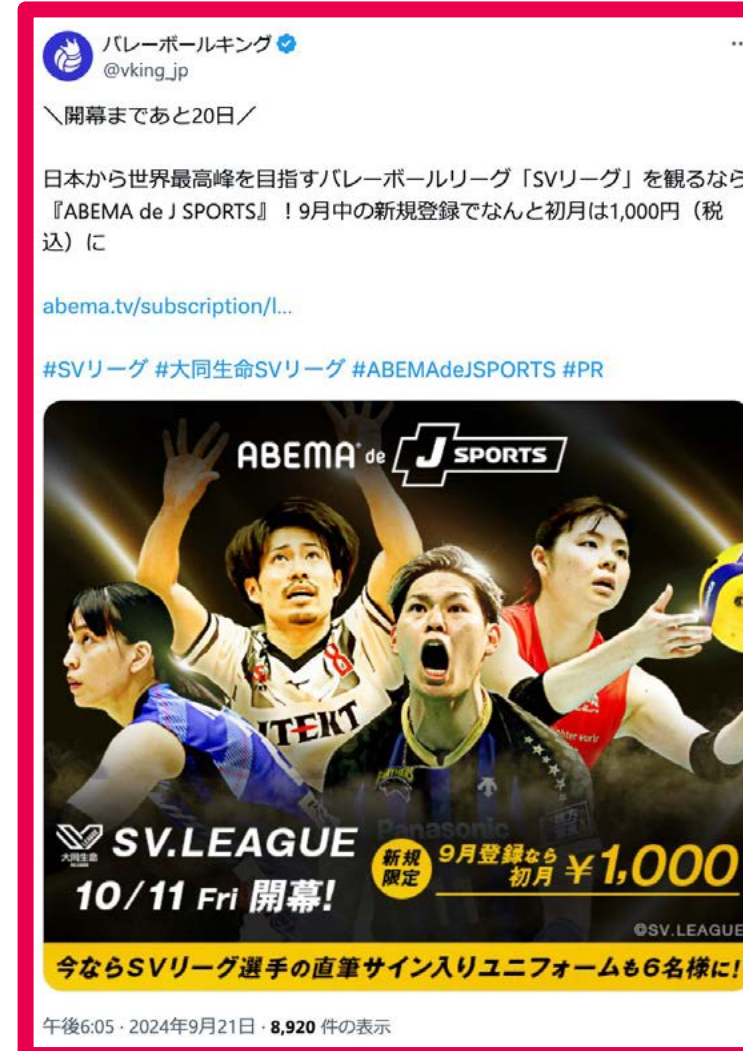 バレーボールキング
@vking_jp
＼開幕まであと20日／
日本から世界最高峰を目指すバレーボールリーグ「SVリーグ」を観るなら
『ABEMA de J SPORTS』！9月中の新規登録でなんと初月は1,000円（税
込）に
abema.tv/subscription/l...
#SVリーグ #大同生命SVリーグ #ABEMAdeJSPORTS #PR
ABEMA de J SPORTS
8
JTEKT
PANTHERS
Panasonic
大同生命
SV.LEAGUE
10/11 Fri 開幕!
新規
限定
9月登録なら
初月 ¥1,000
©SV.LEAGUE
今ならSVリーグ選手の直筆サイン入りユニフォームも6名様に!
午後6:05 · 2024年9月21日 · 8,920 件の表示